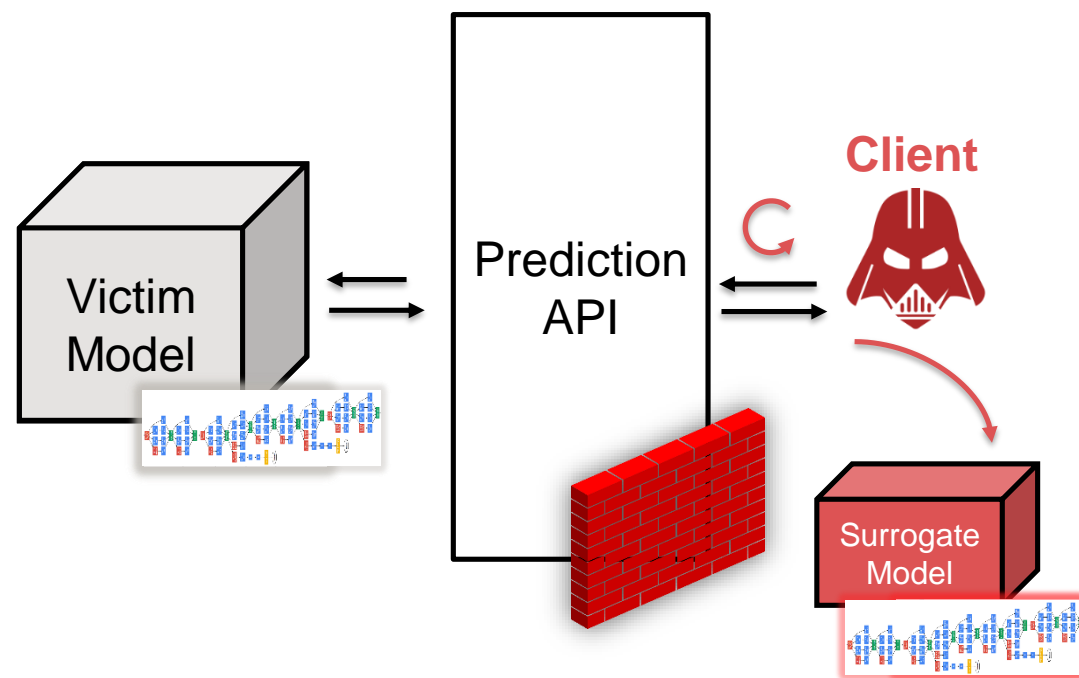 Client
Prediction
API
Victim
Model
Surrogate
Model